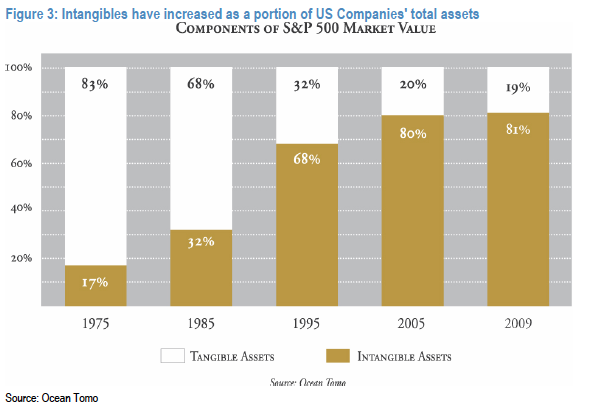 Figure 3: Intangibles have increased as a portion of US Companies' total assets
Components of S&P 500 Market Value
100%
83% 68% 32% 20% 19%
80%
80% 81%
60%
68%
40%
32%
20%
17%
1975 1985 1995 2005 2009
Tangible Assets Intangible Assets
Source: Ocean Tomo
Source: Ocean Tomo